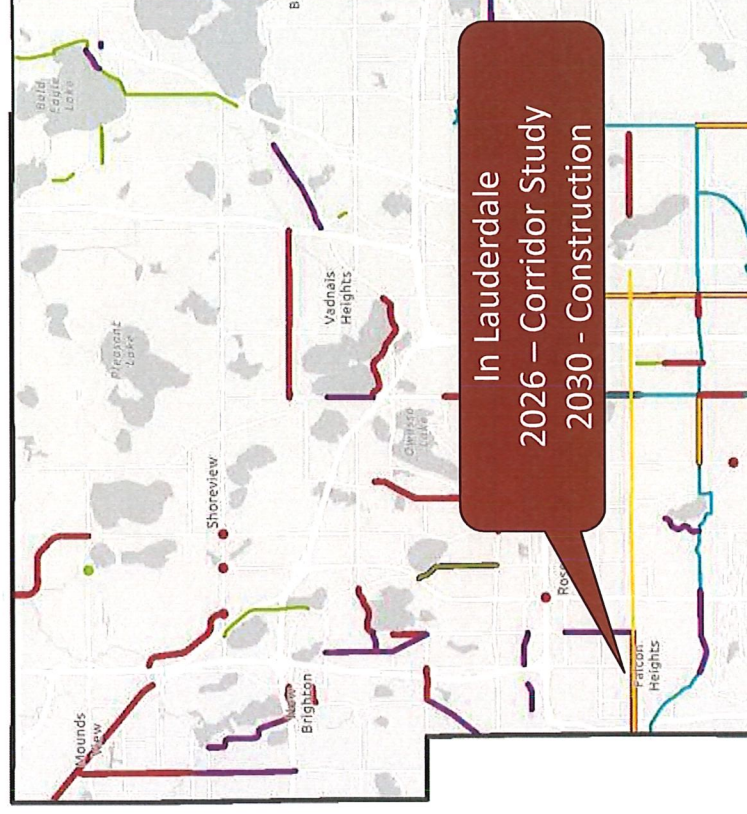 B
Bald
Eagle
Lake
Pleasant
Lake
Vadnais
Heights
Owasso
Lake
Shoreview
Mounds
View
New
Brighton
Rose
Falcon
Heights
In Lauderdale
2026 – Corridor Study
2030 - Construction